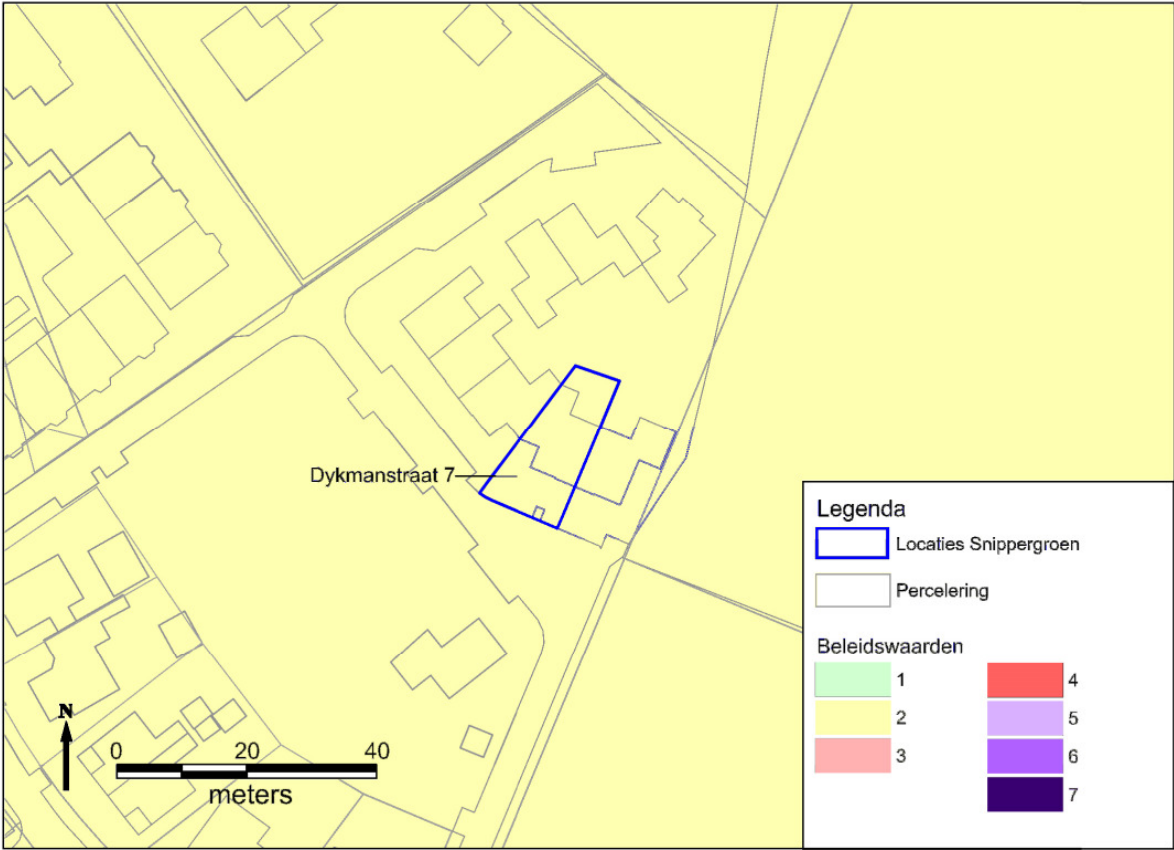 Dykmanstraat 7
N
0 20 40
meters
Legenda
Locaties Snippergroen
Percelering
Beleidswaarden
1
2
3
4
5
6
7